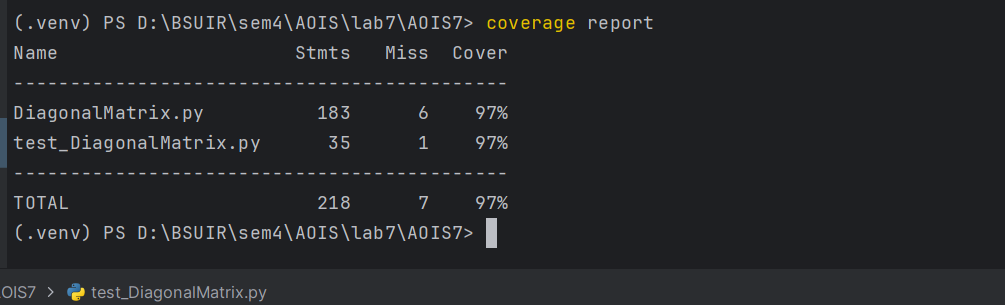 (.venv) PS D:\BSUIR\sem4\AOIS\lab7\AOIS7> coverage report
Name                     Stmts   Miss  Cover
--------------------------------------------
DiagonalMatrix.py          183      6    97%
test_DiagonalMatrix.py      35      1    97%
--------------------------------------------
TOTAL                      218      7    97%
(.venv) PS D:\BSUIR\sem4\AOIS\lab7\AOIS7>
OIS7 > test_DiagonalMatrix.py